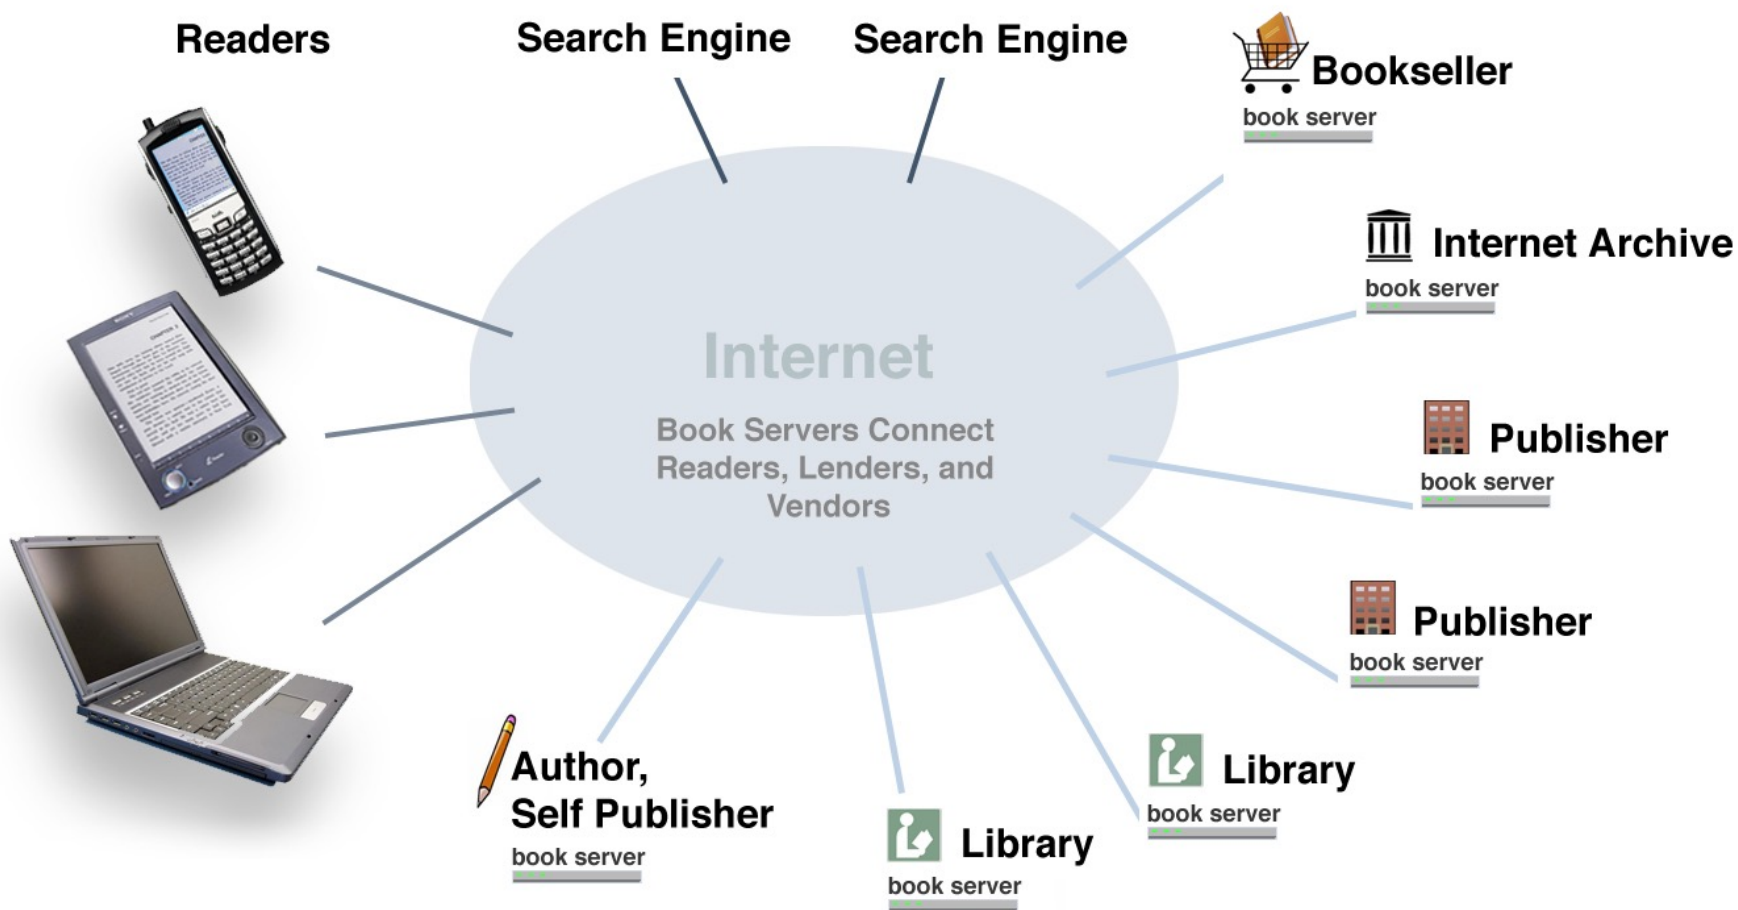 Readers
Search Engine
Search Engine
Bookseller
book server
Internet Archive
book server
Internet
Book Servers Connect
Readers, Lenders, and
Vendors
Publisher
book server
Publisher
book server
Author,
Self Publisher
book server
Library
book server
Library
book server